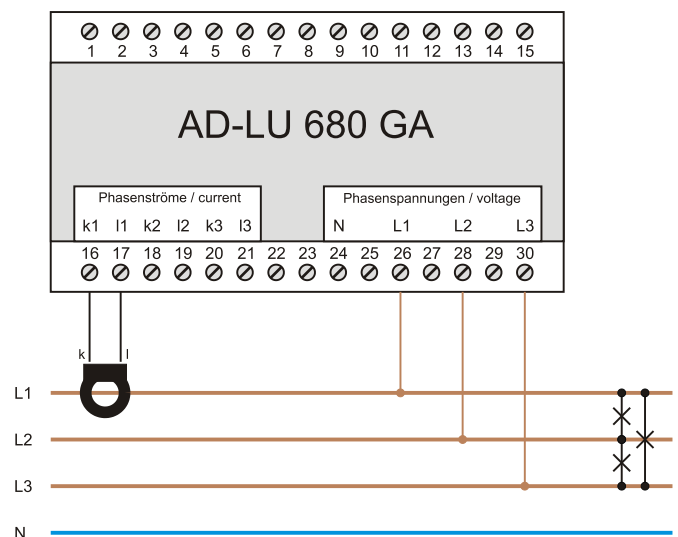 1 2 3 4 5 6 7 8 9 10 11 12 13 14 15
AD-LU 680 GA
Phasenströme / current
k1 l1 k2 l2 k3 l3
Phasenspannungen / voltage
N L1 L2 L3
16 17 18 19 20 21 22 23 24 25 26 27 28 29 30
k l
L1
L2
L3
N